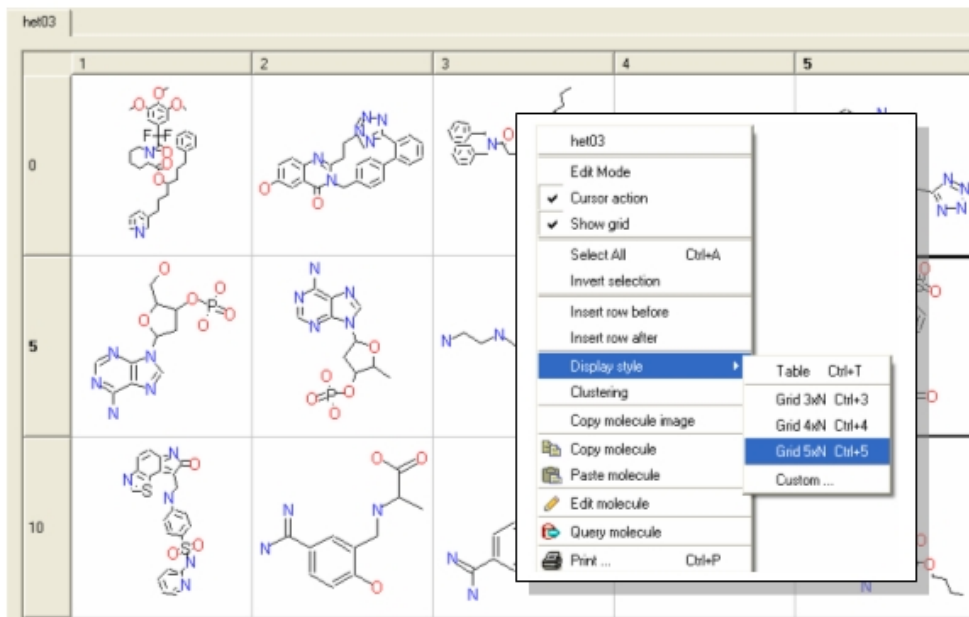 het03
1 2 3 4 5
0
5
10
het03
Edit Mode
Cursor action
Show grid
Select All Ctrl+A
Invert selection
Insert row before
Insert row after
Display style
Clustering
Copy molecule image
Copy molecule
Paste molecule
Edit molecule
Query molecule
Print ... Ctrl+P
Table Ctrl+T
Grid 3xN Ctrl+3
Grid 4xN Ctrl+4
Grid 5xN Ctrl+5
Custom ...